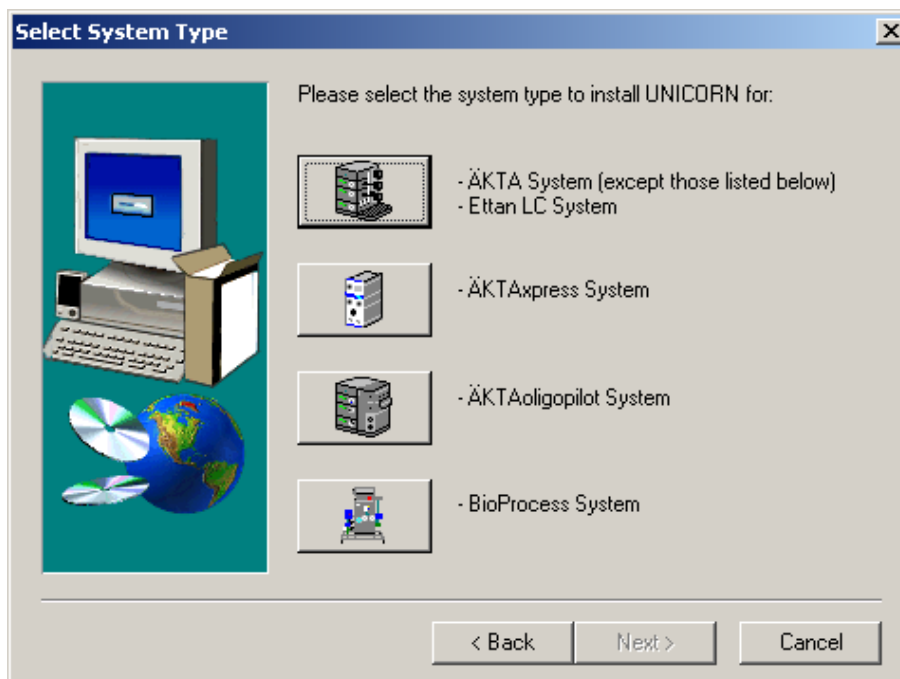 Select System Type
Please select the system type to install UNICORN for:
- ÄKTA System (except those listed below)
- Ettan LC System
- ÄKTAxpress System
- ÄKTAoligopilot System
- BioProcess System
< Back
Next >
Cancel